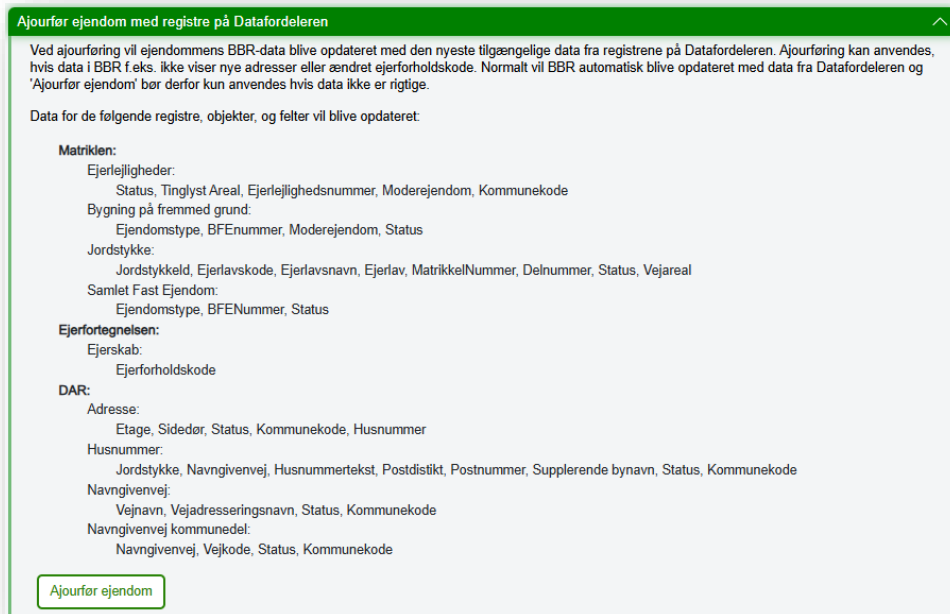 Ajourfør ejendom med registre på Datafordeleren
Ved ajourføring vil ejendommens BBR-data blive opdateret med den nyeste tilgængelige data fra registrene på Datafordeleren. Ajourføring kan anvendes,
hvis data i BBR f.eks. ikke viser nye adresser eller ændret ejerforholdskode. Normalt vil BBR automatisk blive opdateret med data fra Datafordeleren og
'Ajourfør ejendom' bør derfor kun anvendes hvis data ikke er rigtige.
Data for de følgende registre, objekter, og felter vil blive opdateret:
Matriklen:
Ejerlejligheder:
Status, Tinglyst Areal, Ejerlejlighedsnummer, Moderejendom, Kommunekode
Bygning på fremmed grund:
Ejendomstype, BFEnummer, Moderejendom, Status
Jordstykke:
JordstykkeId, Ejerlavskode, Ejerlavsnavn, Ejerlav, MatrikkelNummer, Delnummer, Status, Vejareal
Samlet Fast Ejendom:
Ejendomstype, BFENummer, Status
Ejerfortegnelsen:
Ejerskab:
Ejerforholdskode
DAR:
Adresse:
Etage, Sidedør, Status, Kommunekode, Husnummer
Husnummer:
Jordstykke, Navngivenvej, Husnummertekst, Postdistikt, Postnummer, Supplerende bynavn, Status, Kommunekode
Navngivenvej:
Vejnavn, Vejadresseringsnavn, Status, Kommunekode
Navngivenvej kommunedel:
Navngivenvej, Vejkode, Status, Kommunekode
Ajourfør ejendom